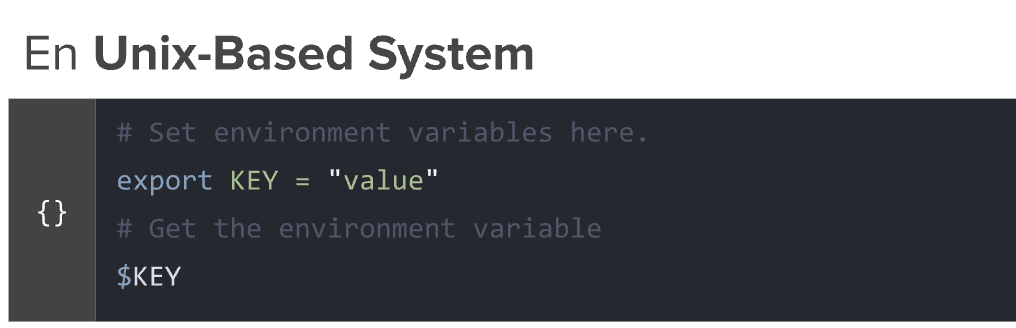 En Unix-Based System
# Set environment variables here.
export KEY = "value"
{}
# Get the environment variable
$KEY